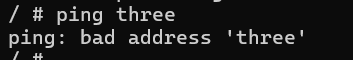 / # ping three
ping: bad address 'three'
/ #